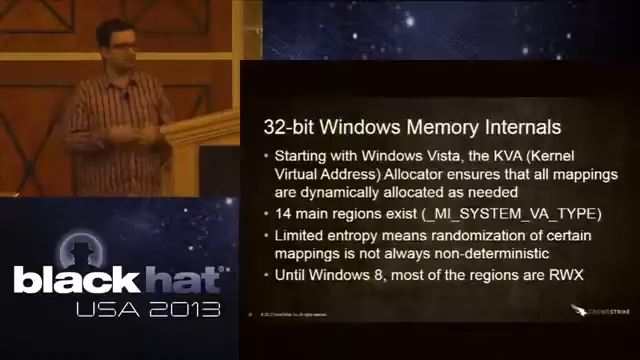 32-bit Windows Memory Internals
• Starting with Windows Vista, the KVA (Kernel
Virtual Address) Allocator ensures that all mappings
are dynamically allocated as needed
• 14 main regions exist (_MI_SYSTEM_VA_TYPE)
• Limited entropy means randomization of certain
mappings is not always non-deterministic
• Until Windows 8, most of the regions are RWX
CROWDSTRIKE
black hat
USA 2013